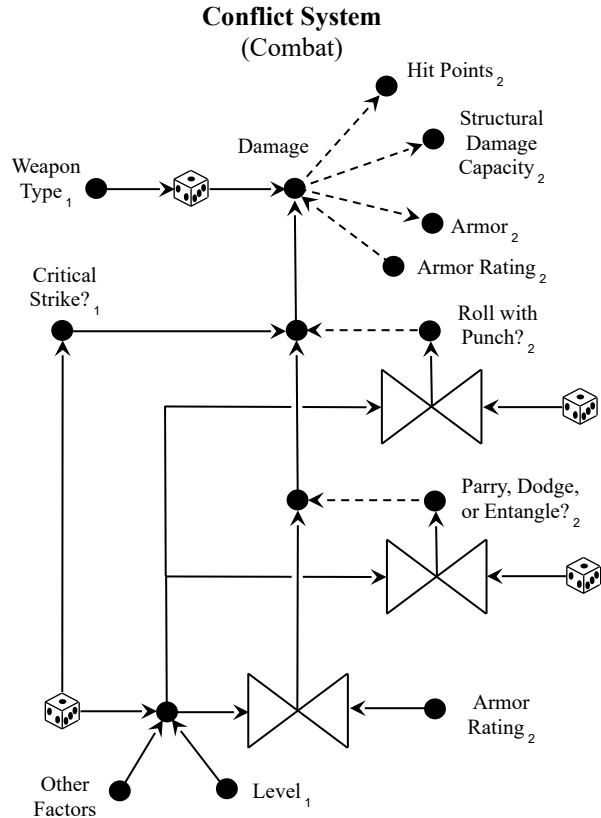 Conflict System
(Combat)
Hit Points 2
Structural
Damage
Capacity 2
Damage
Weapon
Type 1
Armor 2
Armor Rating 2
Critical
Strike? 1
Roll with
Punch? 2
Parry, Dodge,
or Entangle? 2
Armor
Rating 2
Other
Factors
Level 1